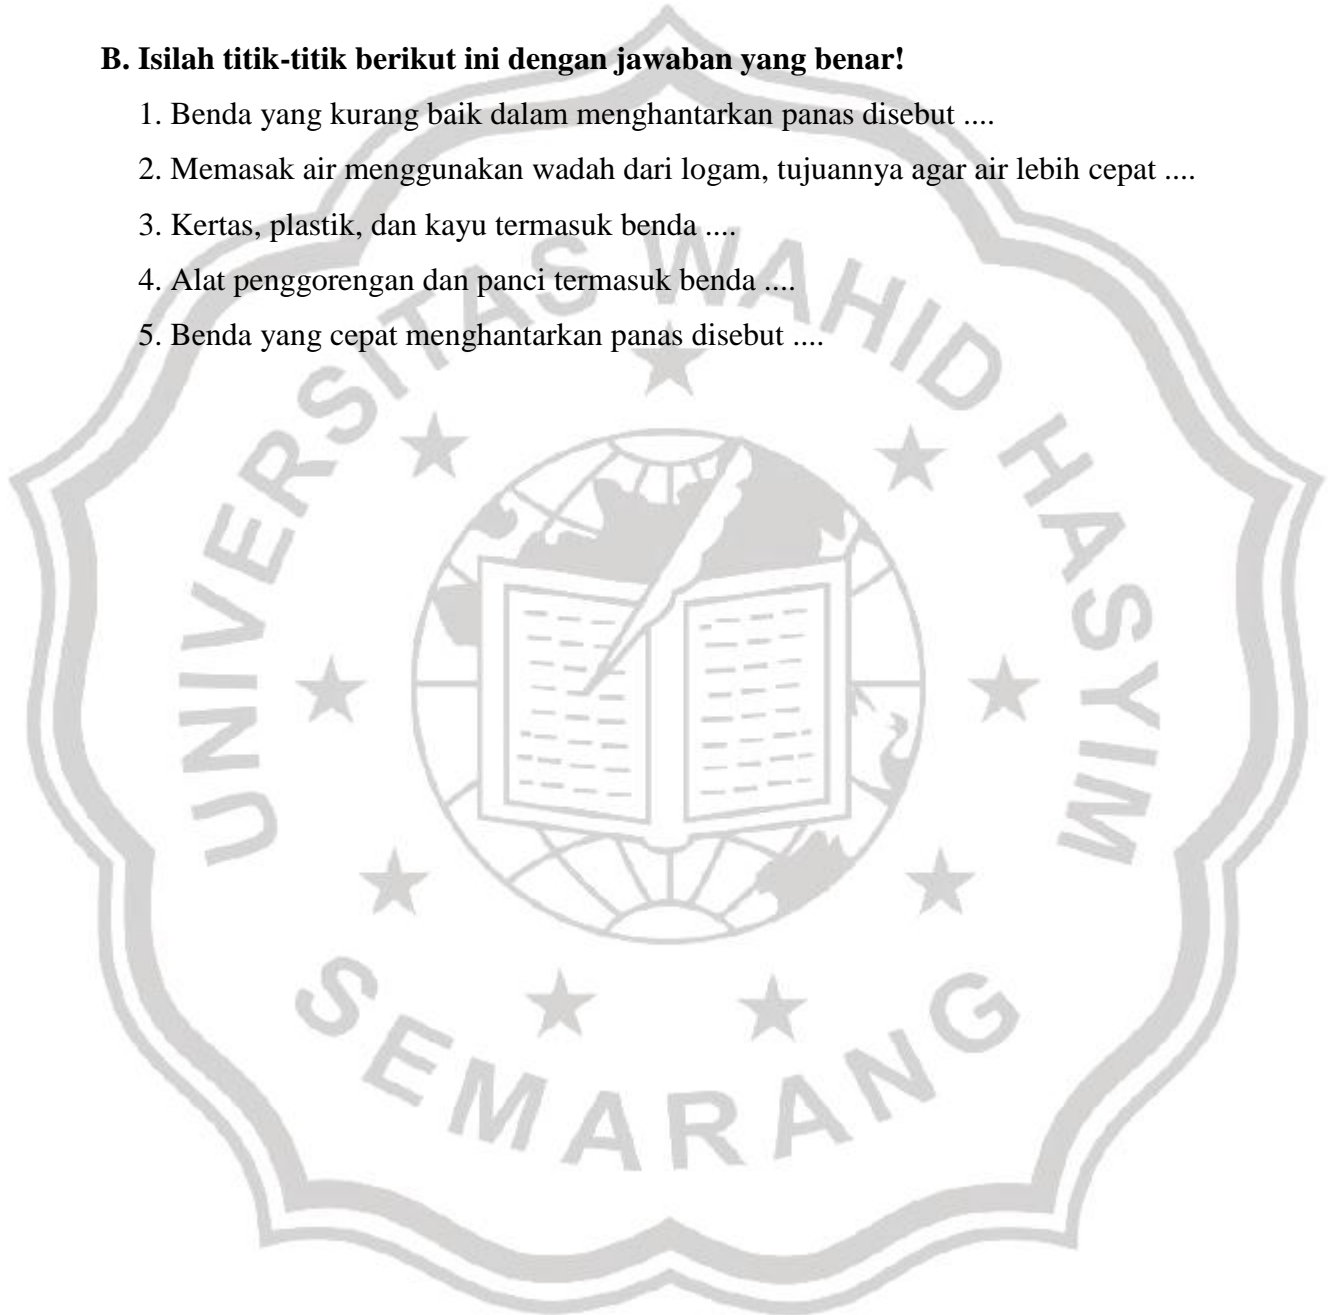 B. Isilah titik-titik berikut ini dengan jawaban yang benar!
1. Benda yang kurang baik dalam menghantarkan panas disebut ....
2. Memasak air menggunakan wadah dari logam, tujuannya agar air lebih cepat ....
3. Kertas, plastik, dan kayu termasuk benda ....
4. Alat penggorengan dan panci termasuk benda ....
5. Benda yang cepat menghantarkan panas disebut ....
UNIVERSITAS WAHID HASYIM
SEMARANG